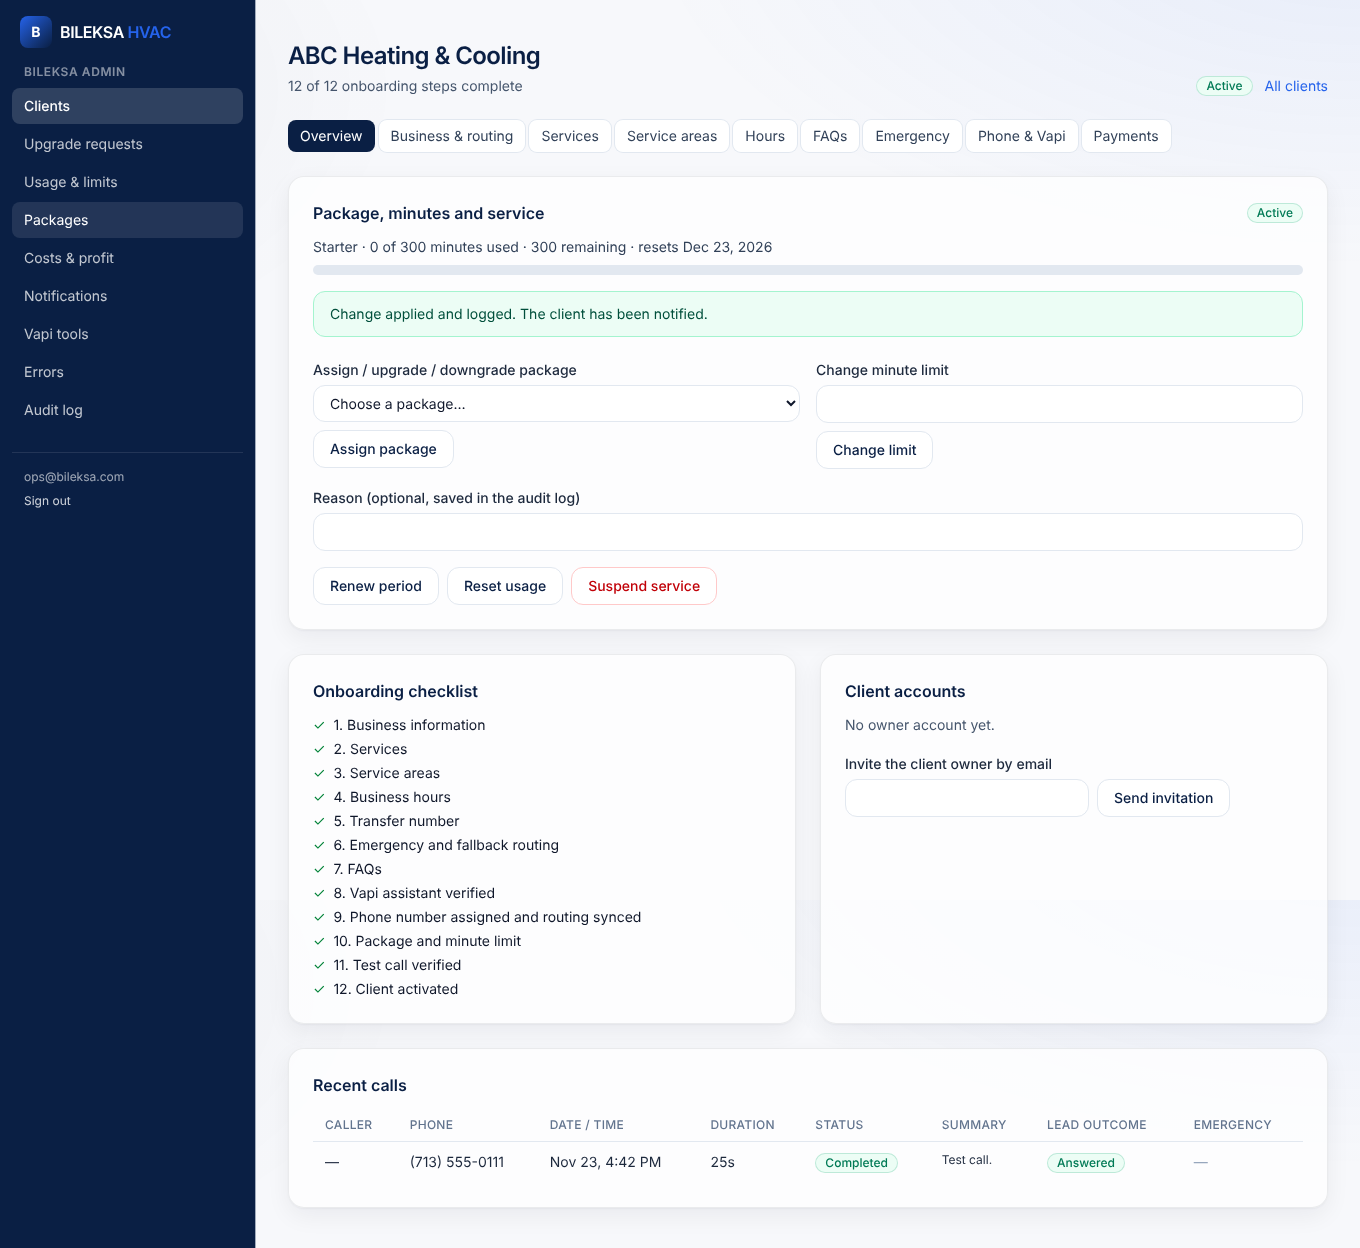 B BILEKSA HVAC
BILEKSA ADMIN
Clients
Upgrade requests
Usage & limits
Packages
Costs & profit
Notifications
Vapi tools
Errors
Audit log
ops@bileksa.com
Sign out
ABC Heating & Cooling
12 of 12 onboarding steps complete
Active All clients
Overview Business & routing Services Service areas Hours FAQs Emergency Phone & Vapi Payments
Package, minutes and service
Active
Starter · 0 of 300 minutes used · 300 remaining · resets Dec 23, 2026
Change applied and logged. The client has been notified.
Assign / upgrade / downgrade package
Choose a package...
Assign package
Change minute limit
Change limit
Reason (optional, saved in the audit log)
Renew period Reset usage Suspend service
Onboarding checklist
✓ 1. Business information
✓ 2. Services
✓ 3. Service areas
✓ 4. Business hours
✓ 5. Transfer number
✓ 6. Emergency and fallback routing
✓ 7. FAQs
✓ 8. Vapi assistant verified
✓ 9. Phone number assigned and routing synced
✓ 10. Package and minute limit
✓ 11. Test call verified
✓ 12. Client activated
Client accounts
No owner account yet.
Invite the client owner by email
Send invitation
Recent calls
CALLER PHONE DATE / TIME DURATION STATUS SUMMARY LEAD OUTCOME EMERGENCY
— (713) 555-0111 Nov 23, 4:42 PM 25s Completed Test call. Answered —